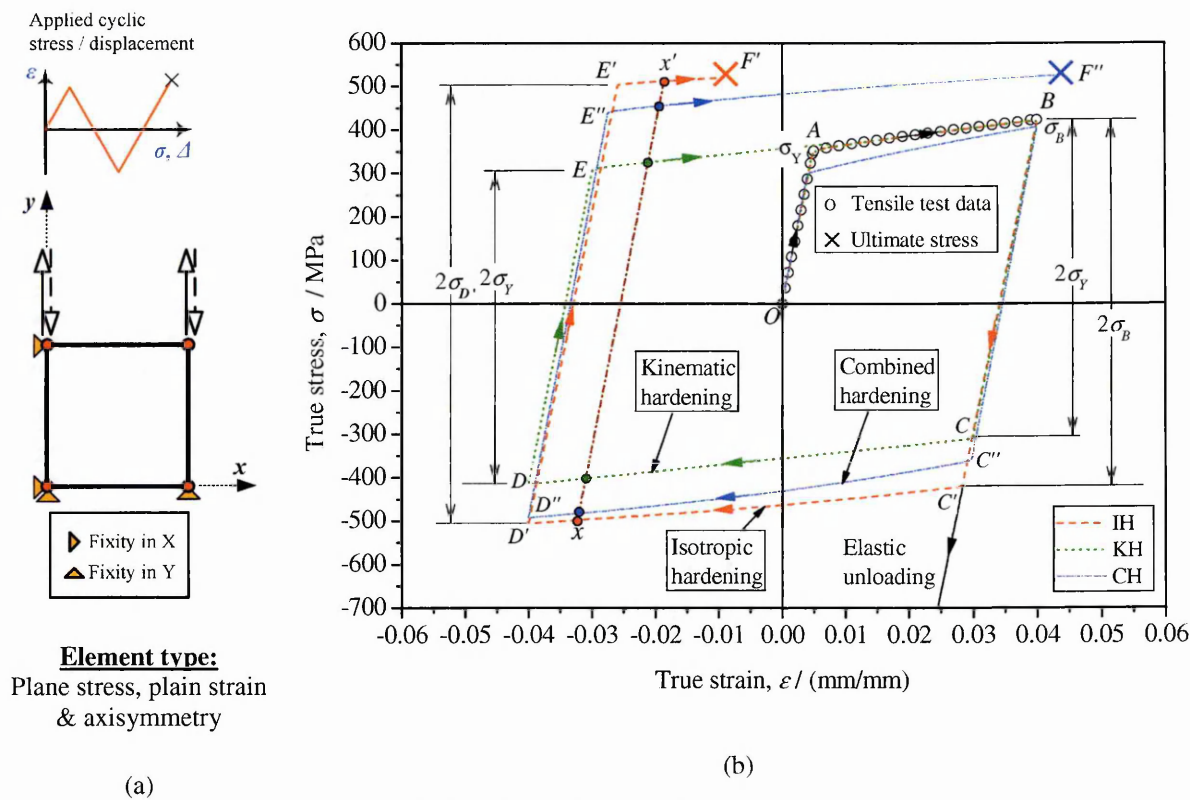 Applied cyclic
stress / displacement
ε
σ, Δ
y
x
Fixity in X
Fixity in Y
Element type:
Plane stress, plain strain
& axisymmetry
(a)
600
500
400
300
200
100
0
-100
-200
-300
-400
-500
-600
-700
True stress, σ / MPa
-0.06 -0.05 -0.04 -0.03 -0.02 -0.01 0.00 0.01 0.02 0.03 0.04 0.05 0.06
True strain, ε / (mm/mm)
E'
x'
F'
F''
E''
A
B
σY
σB
E
Tensile test data
Ultimate stress
2σD, 2σY
2σY
2σB
O
Kinematic
hardening
Combined
hardening
C
C''
D
D''
D'
x
C'
Isotropic
hardening
Elastic
unloading
IH
KH
CH
(b)